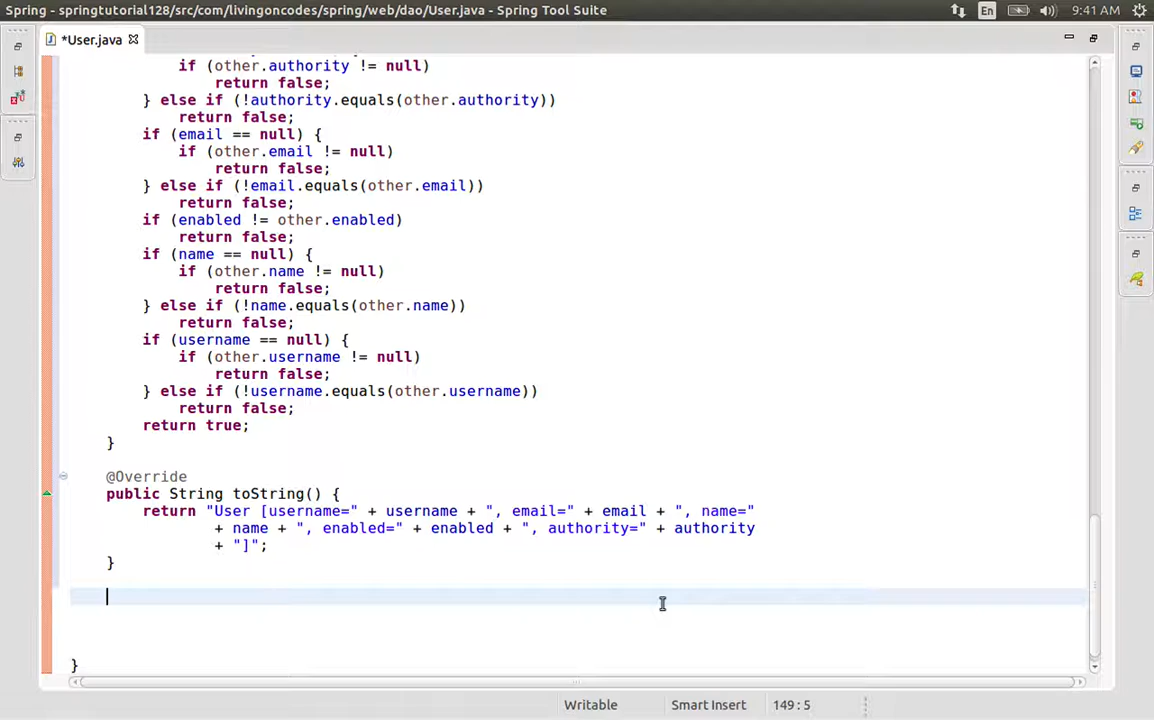 Spring - springtutorial128/src/com/livingoncodes/spring/web/dao/User.java - Spring Tool Suite
En
9:41 AM
*User.java
if (other.authority != null)
return false;
} else if (!authority.equals(other.authority))
return false;
if (email == null) {
if (other.email != null)
return false;
} else if (!email.equals(other.email))
return false;
if (enabled != other.enabled)
return false;
if (name == null) {
if (other.name != null)
return false;
} else if (!name.equals(other.name))
return false;
if (username == null) {
if (other.username != null)
return false;
} else if (!username.equals(other.username))
return false;
return true;
}
@Override
public String toString() {
return "User [username=" + username + ", email=" + email + ", name="
+ name + ", enabled=" + enabled + ", authority=" + authority
+ "]";
}
}
Writable
Smart Insert
149 : 5